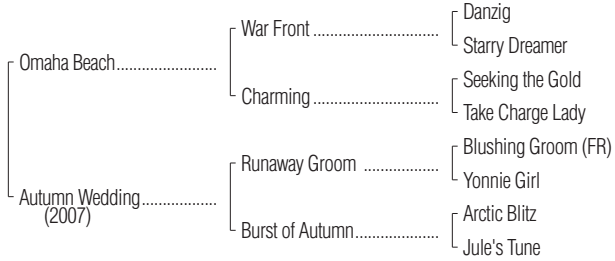 Danzig
War Front
Starry Dreamer
Omaha Beach
Seeking the Gold
Charming
Take Charge Lady
Blushing Groom (FR)
Runaway Groom
Yonnie Girl
Autumn Wedding
(2007)
Arctic Blitz
Burst of Autumn
Jule's Tune